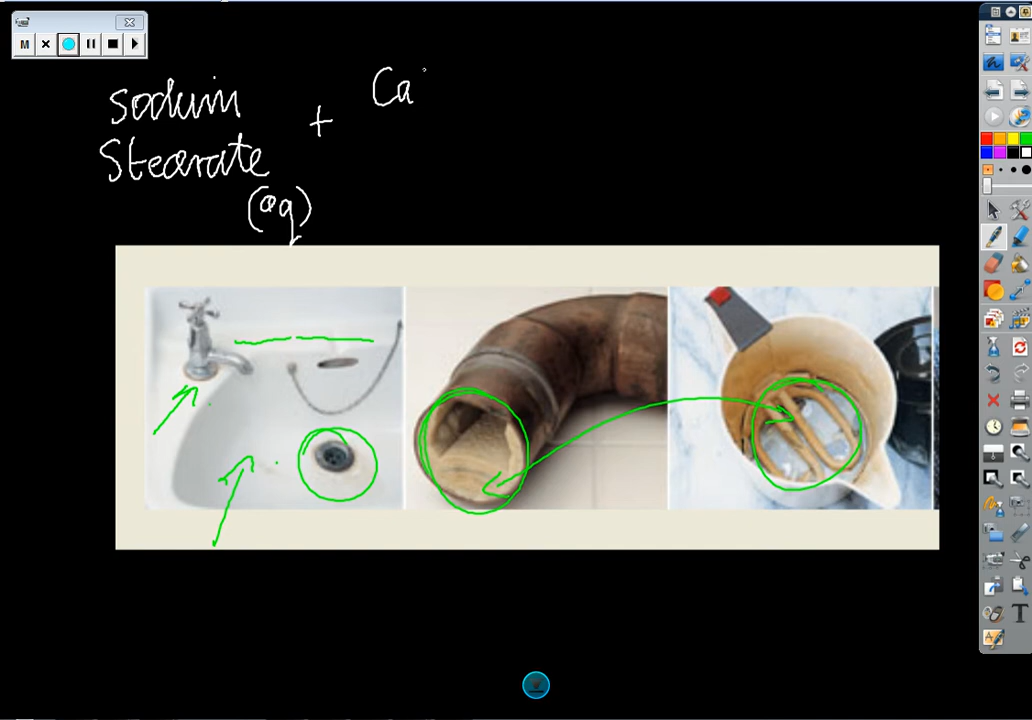 M
sodium
+ Ca
Stearate
(aq)
T